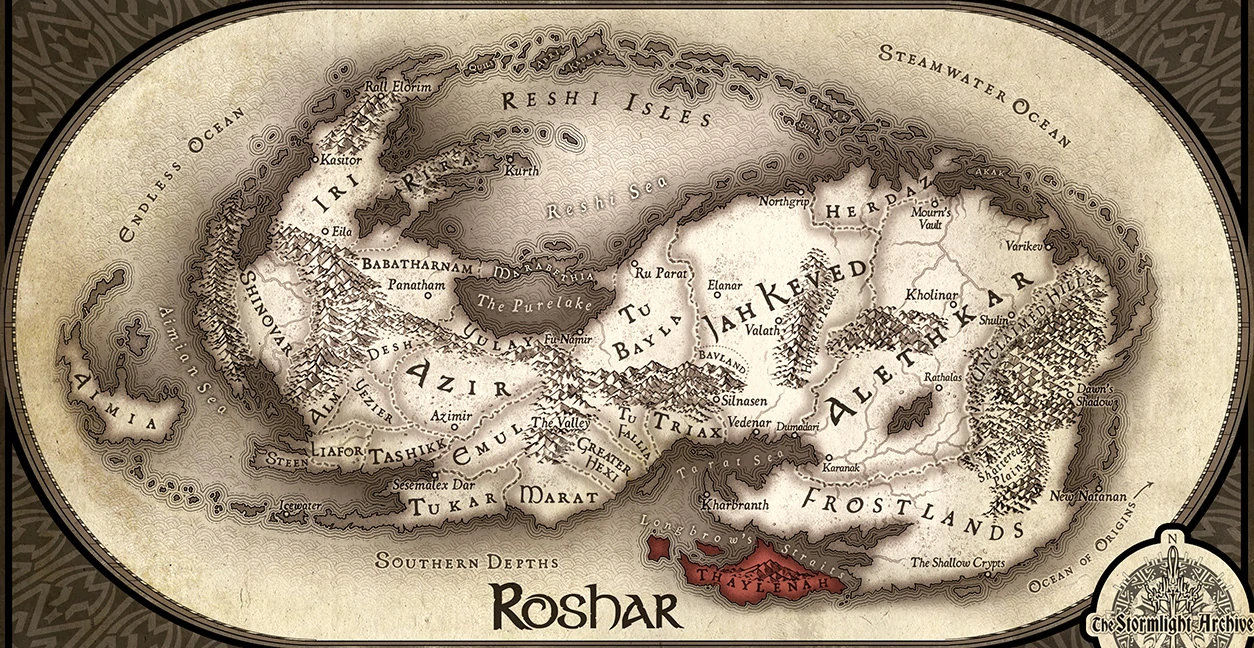 STEAMWATER OCEAN
ENDLESS OCEAN
RESHI ISLES
Rall Elorim
Kasitor
IRI
RIRA
Kurth
Reshi Sea
AKAK
Northgrip
HERDAZ
Mourn's
Vault
Varikev
Eila
BABATHARNAM
MARABETHIA
Panatham
The Purelake
Ru Parat
Elanar
JAH KEVED
Kholinar
Shulin
UNCLAIMED HILLS
SHINOVAR
Aimian Sea
TU
BAYLA
Valath
ALETHKAR
DESH
YULAY
Fu Namir
BAVLAND
AZIR
YEZIER
ALM
AIMIA
Rathalas
Dawn's
Shadow
Silnasen
Azimir
The Valley
TU
FALLIA
TRIAX
Vedenar
Dumadari
EMUL
GREATER
HEXI
STEEN
LIAFOR
TASHIKK
Tarat Sea
Karanak
Shattered
Plains
Sesemalex Dar
TUKAR
MARAT
Kharbranth
FROSTLANDS
New Natanan
Icewater
Longbrow's Straits
THAYLENAH
The Shallow Crypts
OCEAN OF ORIGINS
SOUTHERN DEPTHS
ROSHAR
N
The Stormlight Archive